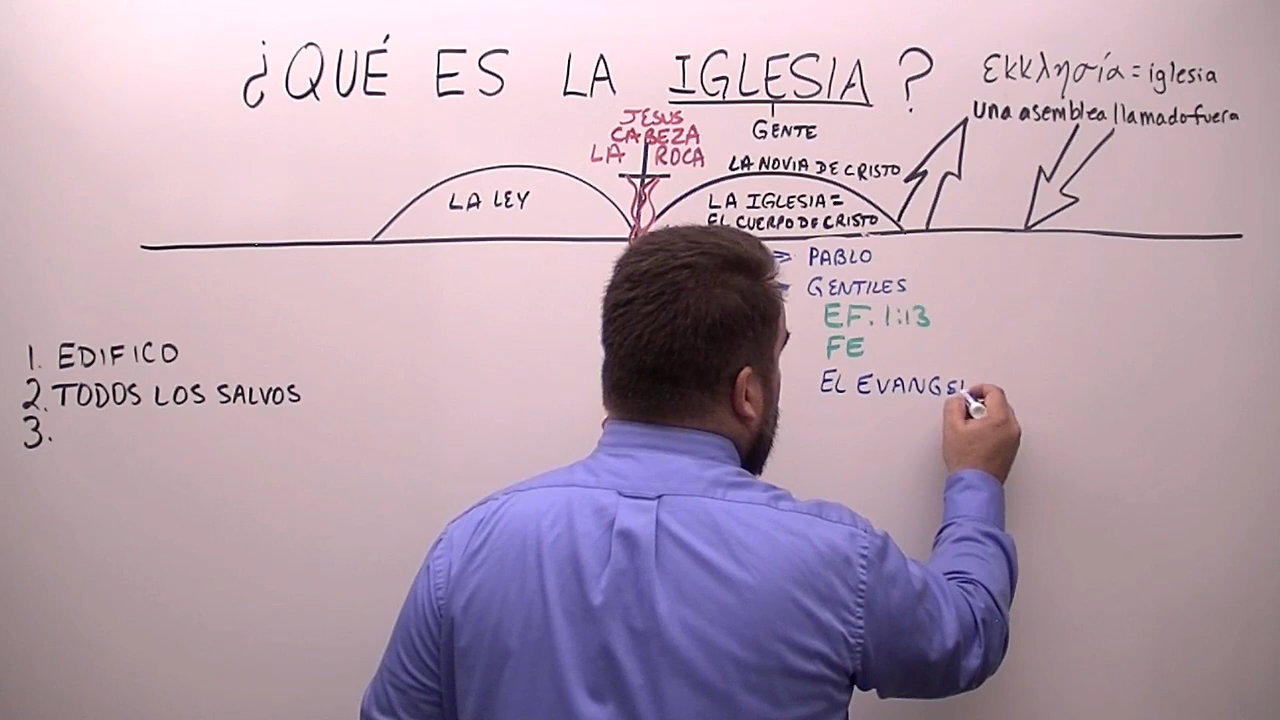 ¿QUÉ ES LA IGLESIA?
εκκλησία = iglesia
una asemblea llamado fuera
GENTE
JESUS
CABEZA
LA ROCA
LA LEY
LA NOVIA DE CRISTO
LA IGLESIA =
EL CUERPO DE CRISTO
PABLO
GENTILES
EF. 1:13
FE
EL EVANGEL
1. EDIFICO
2. TODOS LOS SALVOS
3.